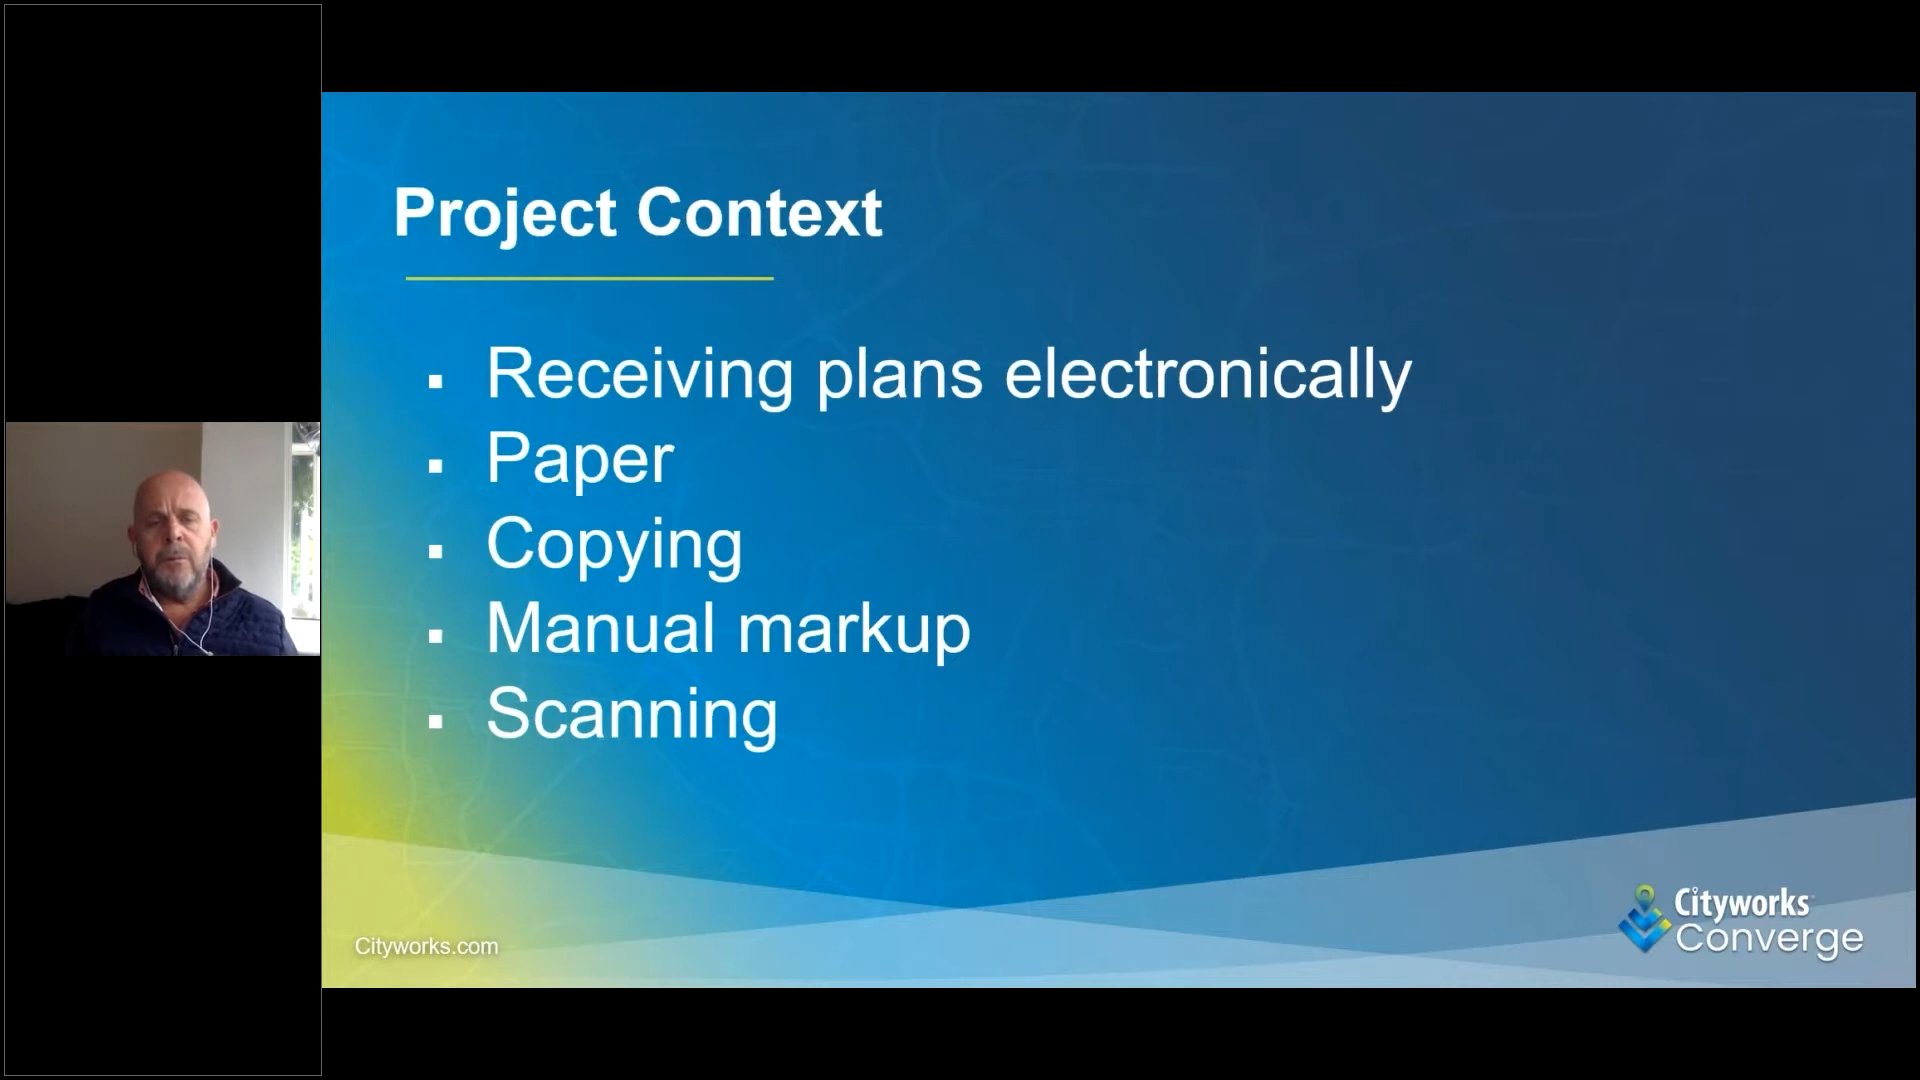 Project Context
▪ Receiving plans electronically
▪ Paper
▪ Copying
▪ Manual markup
▪ Scanning
Cityworks.com
Cityworks
Converge